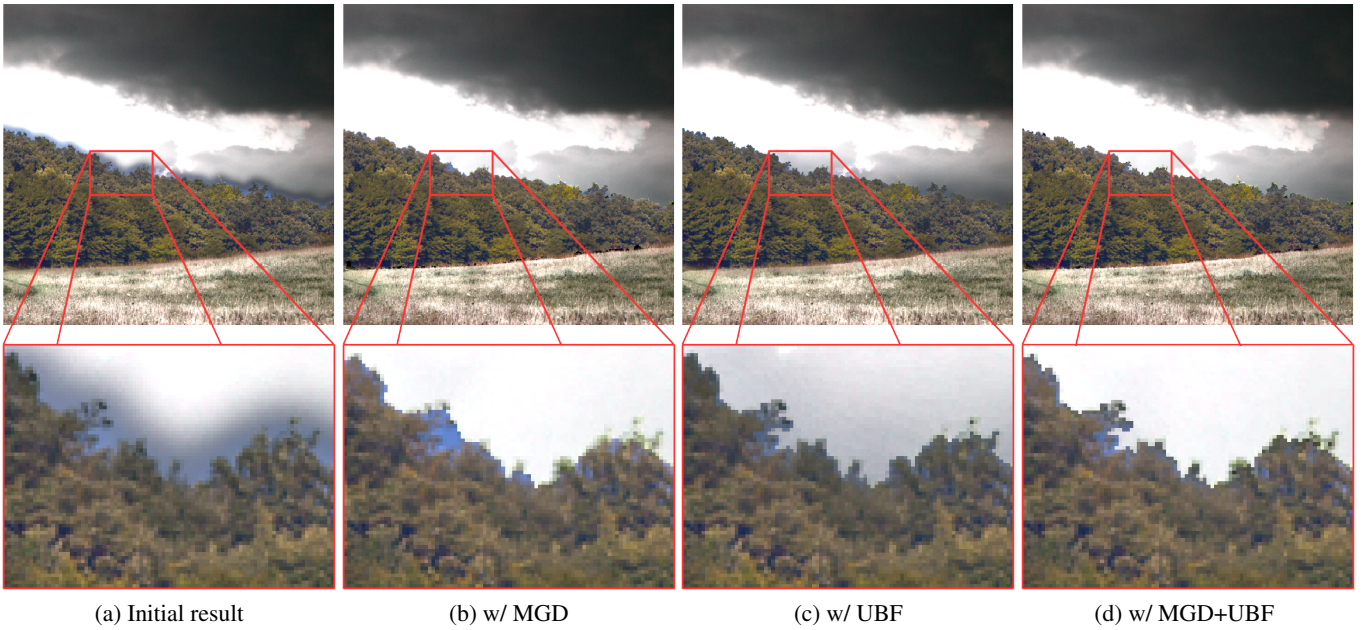 (a) Initial result
(b) w/ MGD
(c) w/ UBF
(d) w/ MGD+UBF